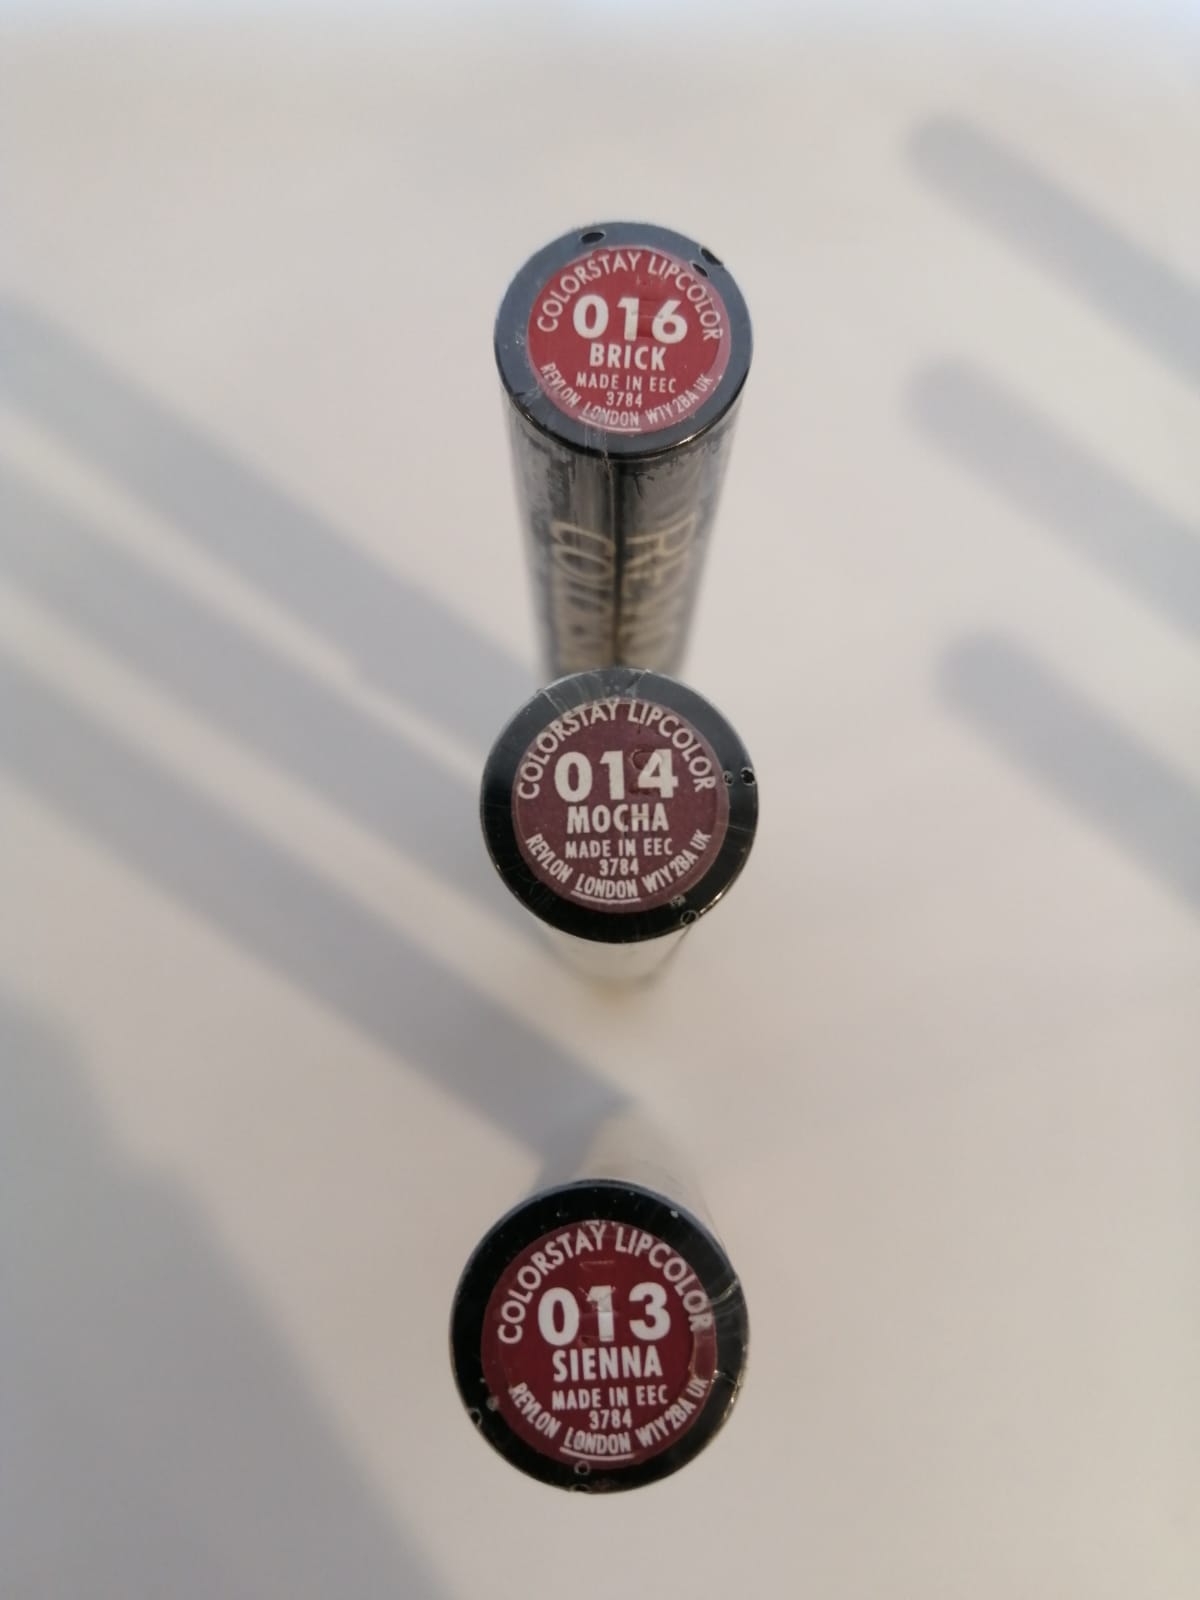 COLORSTAY LIPCOLOR
016
BRICK
MADE IN EEC
3784
REVLON LONDON W1Y 2BA UK
COLORSTAY LIPCOLOR
014
MOCHA
MADE IN EEC
3784
REVLON LONDON W1Y 2BA UK
COLORSTAY LIPCOLOR
013
SIENNA
MADE IN EEC
3784
REVLON LONDON W1Y 2BA UK